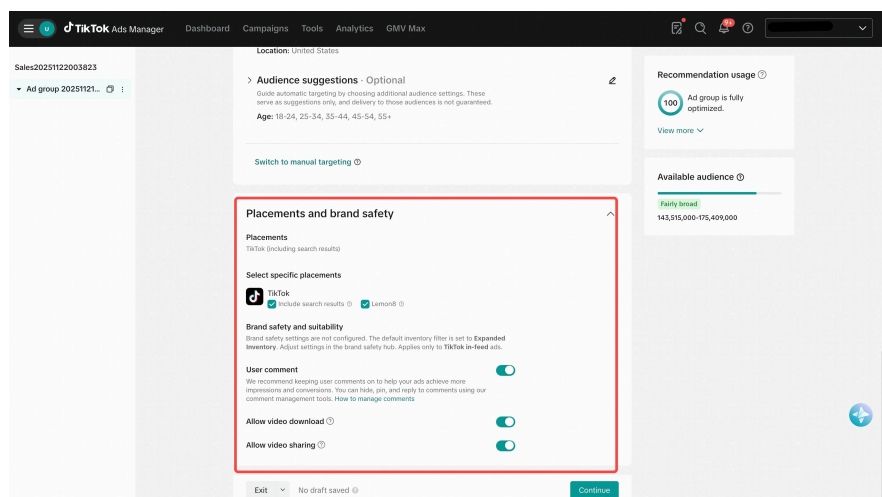 TikTok Ads Manager
Dashboard
Campaigns
Tools
Analytics
GMV Max
U
99+
Sales20251122003823
Ad group 20251121...
Location: United States
Audience suggestions · Optional
Guide automatic targeting by choosing additional audience settings. These
serve as suggestions only, and delivery to those audiences is not guaranteed.
Age: 18-24, 25-34, 35-44, 45-54, 55+
Switch to manual targeting
Placements and brand safety
Placements
TikTok (including search results)
Select specific placements
TikTok
Include search results
Lemon8
Brand safety and suitability
Brand safety settings are not configured. The default inventory filter is set to Expanded
Inventory. Adjust settings in the brand safety hub. Applies only to TikTok in-feed ads.
User comment
We recommend keeping user comments on to help your ads achieve more
impressions and conversions. You can hide, pin, and reply to comments using our
comment management tools. How to manage comments
Allow video download
Allow video sharing
Exit
No draft saved
Continue
Recommendation usage
100
Ad group is fully
optimized.
View more
Available audience
Fairly broad
143,515,000-175,409,000